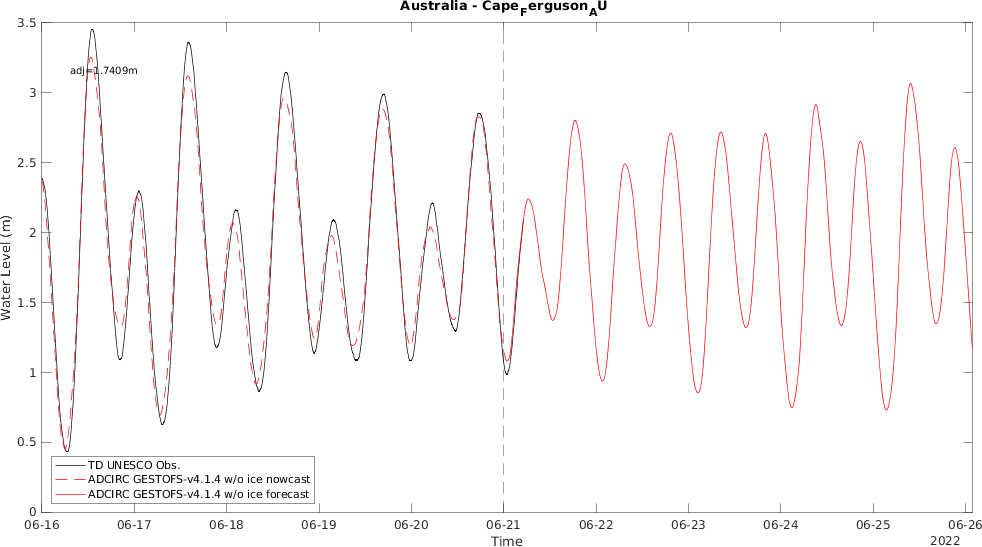 Australia - Cape_Ferguson_AU
3.5
adj=1.7409m
3
2.5
2
Water Level (m)
1.5
1
0.5
TD UNESCO Obs.
ADCIRC GESTOFS-v4.1.4 w/o ice nowcast
ADCIRC GESTOFS-v4.1.4 w/o ice forecast
0
06-16 06-17 06-18 06-19 06-20 06-21 06-22 06-23 06-24 06-25 06-26
Time
2022